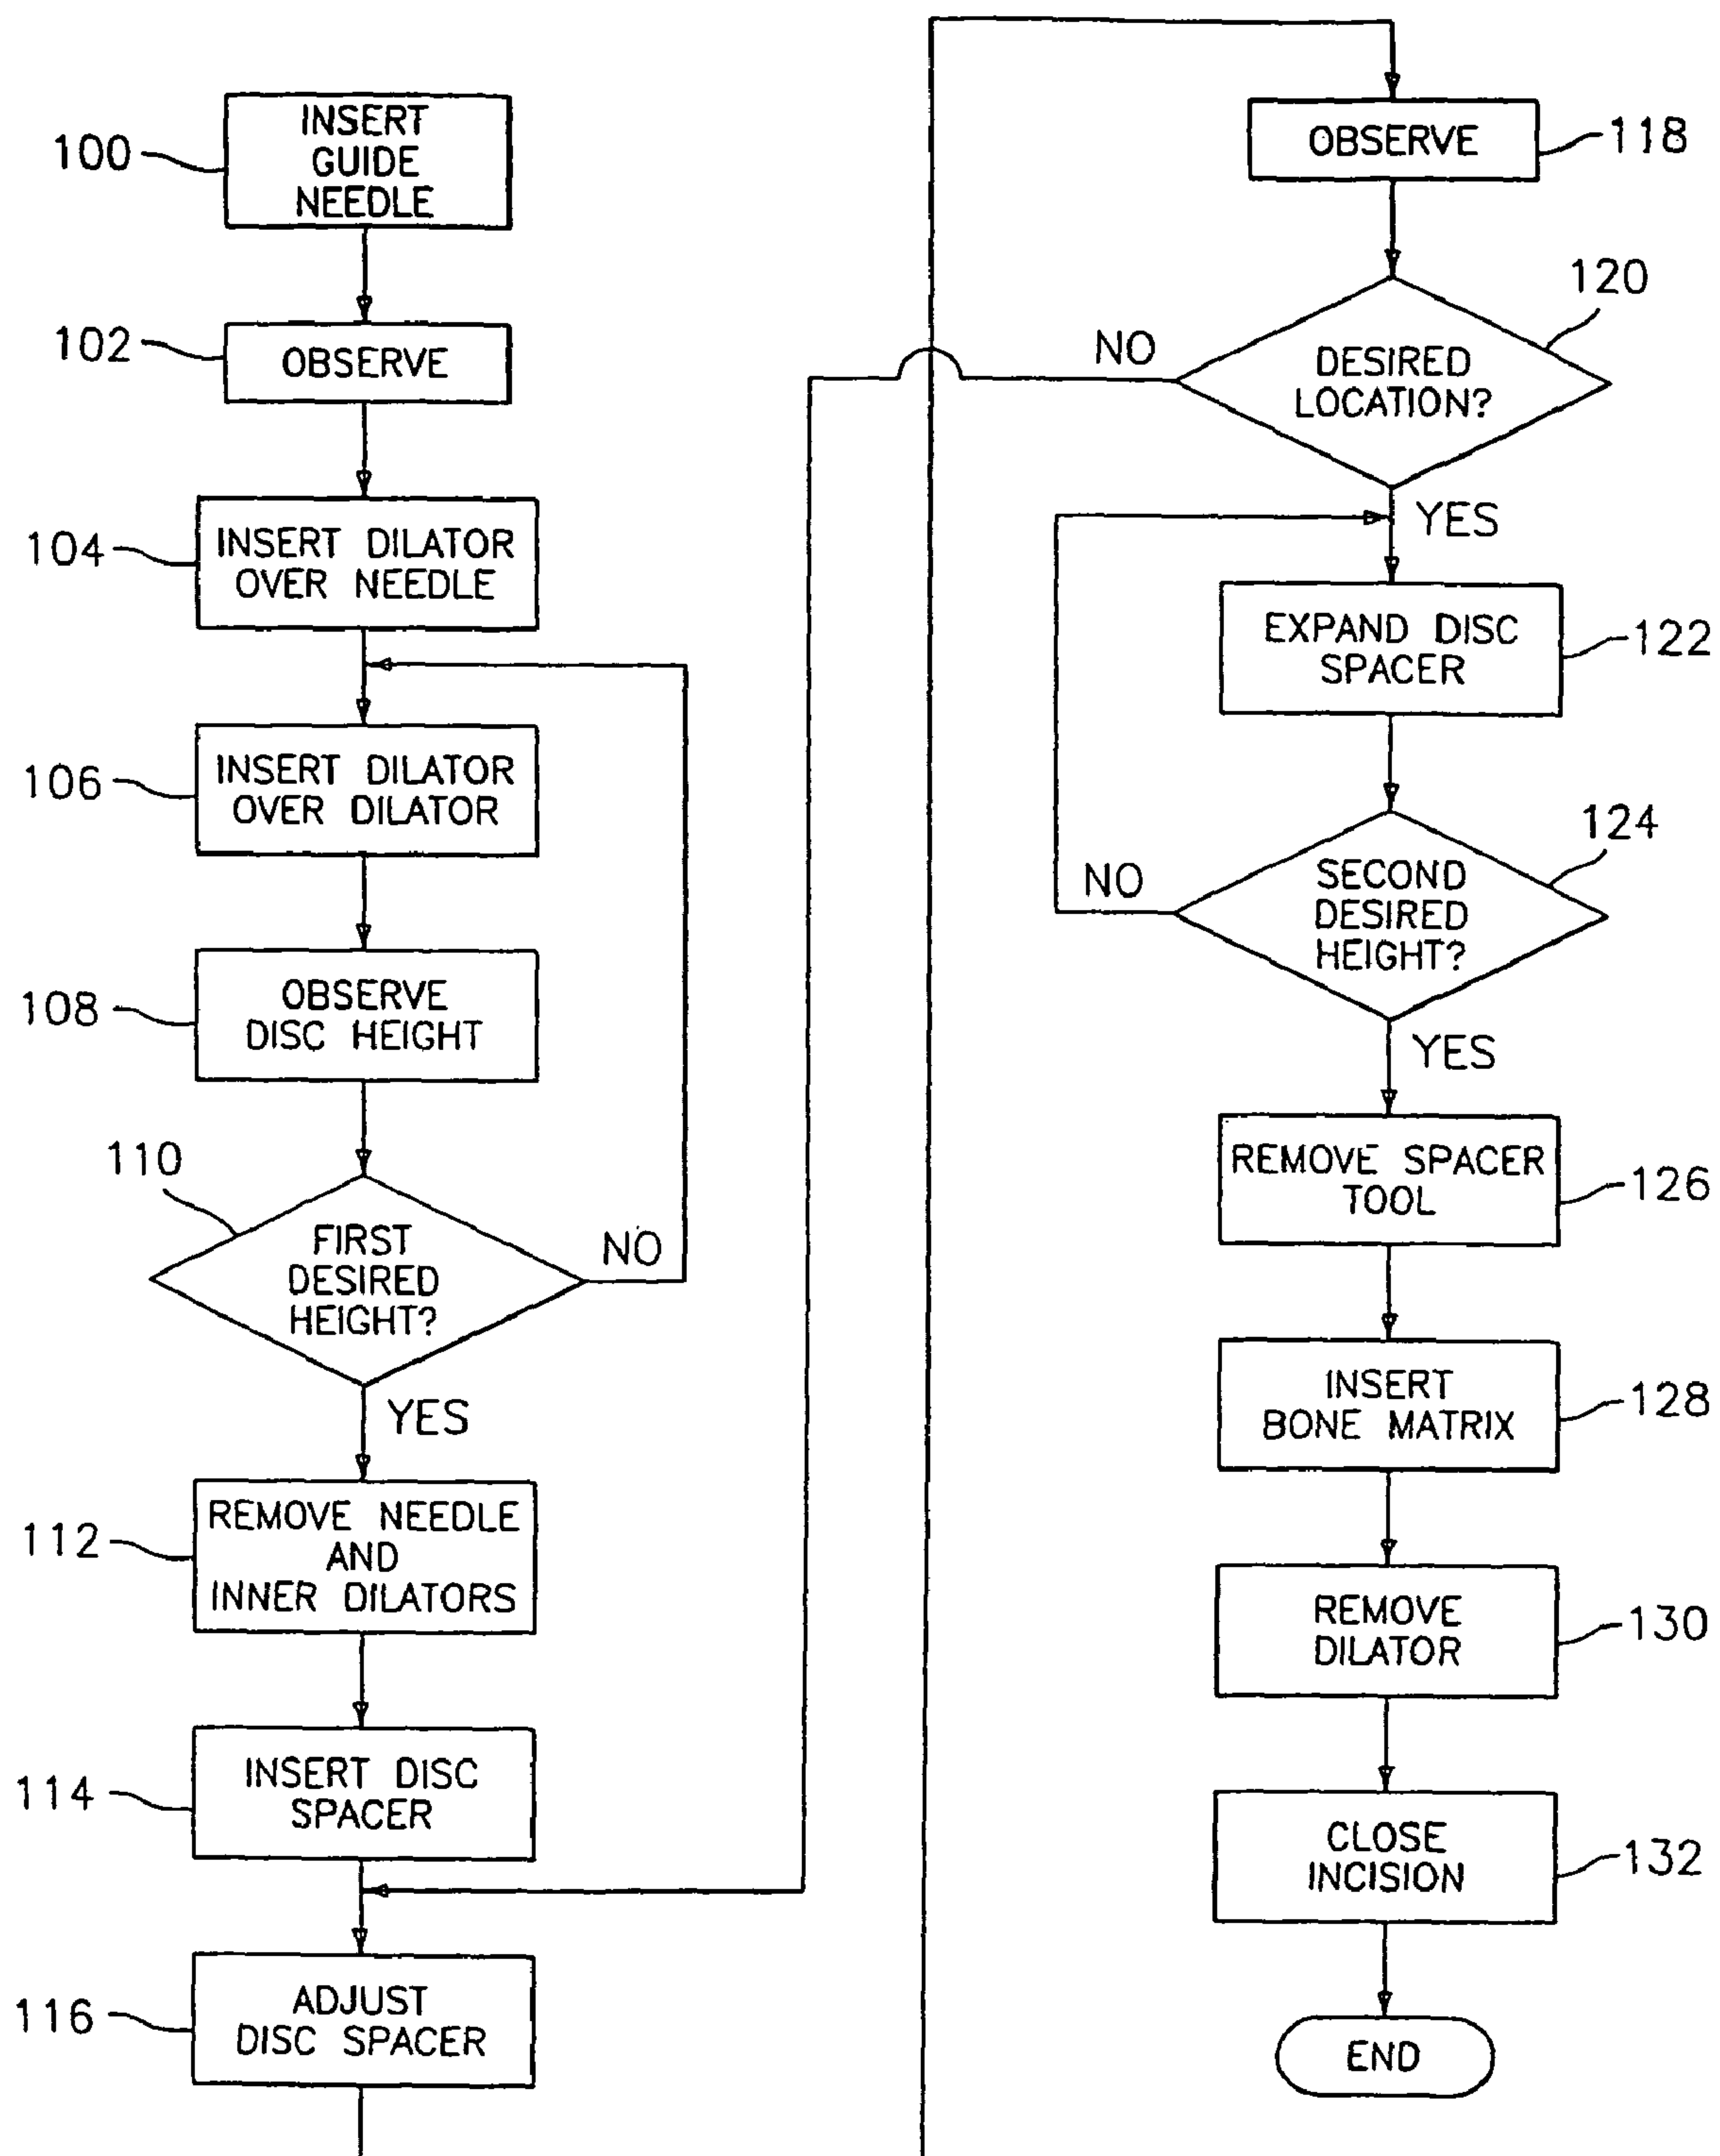 100
INSERT
GUIDE
NEEDLE
102
OBSERVE
104
INSERT DILATOR
OVER NEEDLE
106
INSERT DILATOR
OVER DILATOR
108
OBSERVE
DISC HEIGHT
110
FIRST
DESIRED
HEIGHT?
NO
YES
112
REMOVE NEEDLE
AND
INNER DILATORS
114
INSERT DISC
SPACER
116
ADJUST
DISC SPACER
OBSERVE
118
120
DESIRED
LOCATION?
NO
YES
EXPAND DISC
SPACER
122
124
SECOND
DESIRED
HEIGHT?
NO
YES
REMOVE SPACER
TOOL
126
INSERT
BONE MATRIX
128
REMOVE
DILATOR
130
CLOSE
INCISION
132
END